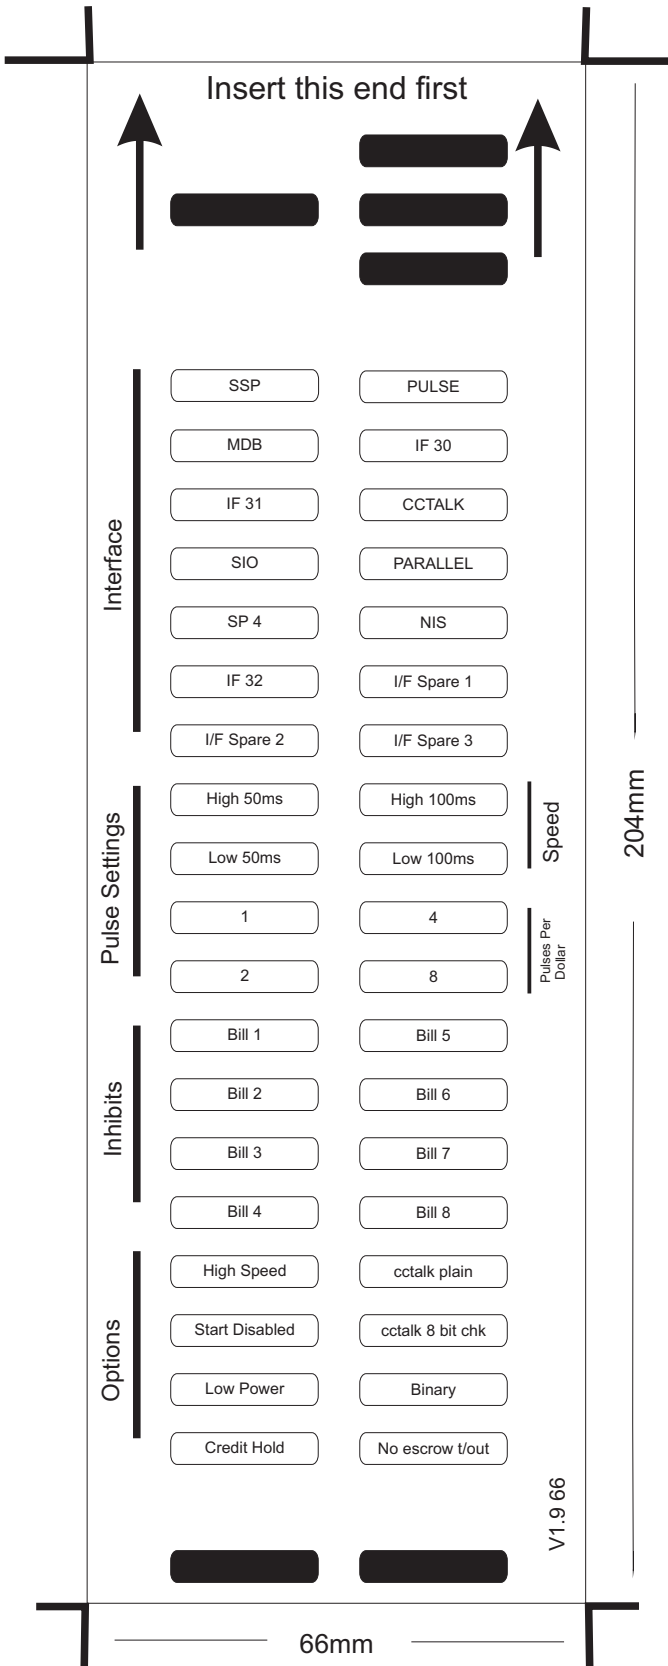 Insert this end first
Interface
SSP
PULSE
MDB
IF 30
IF 31
CCTALK
SIO
PARALLEL
SP 4
NIS
IF 32
I/F Spare 1
I/F Spare 2
I/F Spare 3
Pulse Settings
High 50ms
High 100ms
Speed
Low 50ms
Low 100ms
1
4
Pulses Per
Dollar
2
8
Inhibits
Bill 1
Bill 5
Bill 2
Bill 6
Bill 3
Bill 7
Bill 4
Bill 8
Options
High Speed
cctalk plain
Start Disabled
cctalk 8 bit chk
Low Power
Binary
Credit Hold
No escrow t/out
V1.9 66
204mm
66mm